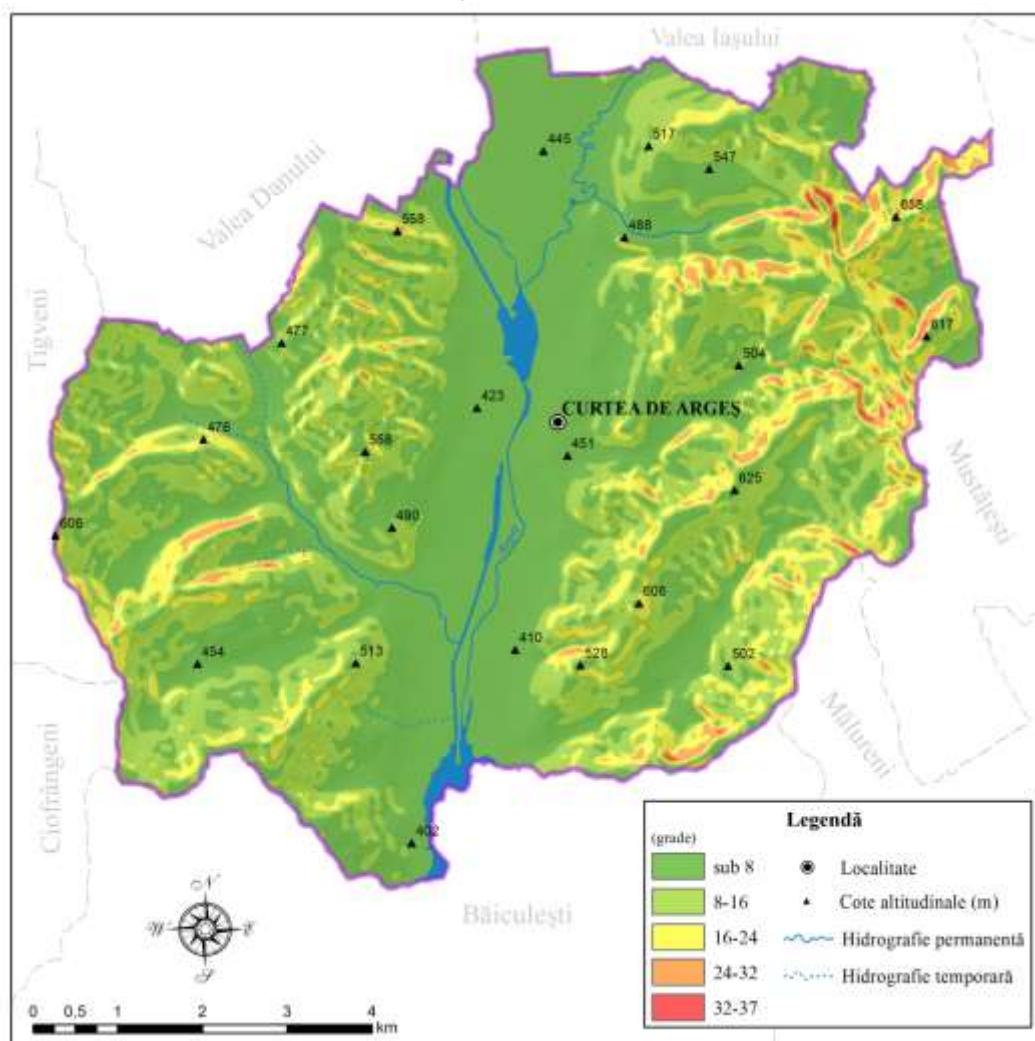 Valea Iașului
445
517
547
638
558
488
Valea Danului
Tigveni
477
617
504
423
CURTEA DE ARGEȘ
476
558
451
Mustățești
625
606
490
606
410
454
513
528
502
Mălureni
Ciofrângeni
402
Băiculești
N
W
E
S
0 0,5 1 2 3 4
km
Legendă
(grade)
sub 8
Localitate
8-16
Cote altitudinale (m)
16-24
Hidrografie permanentă
24-32
Hidrografie temporară
32-37